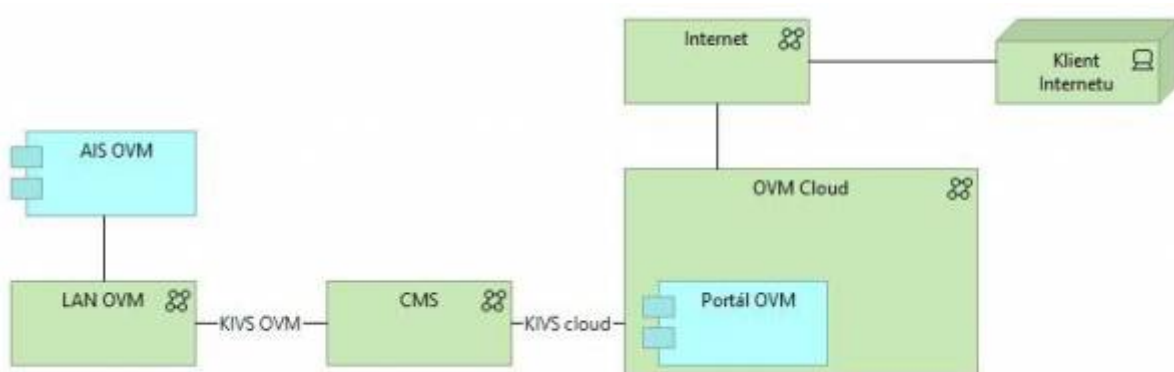 Internet
Klient
Internetu
AIS OVM
OVM Cloud
LAN OVM
KIVS OVM
CMS
KIVS cloud
Portál OVM